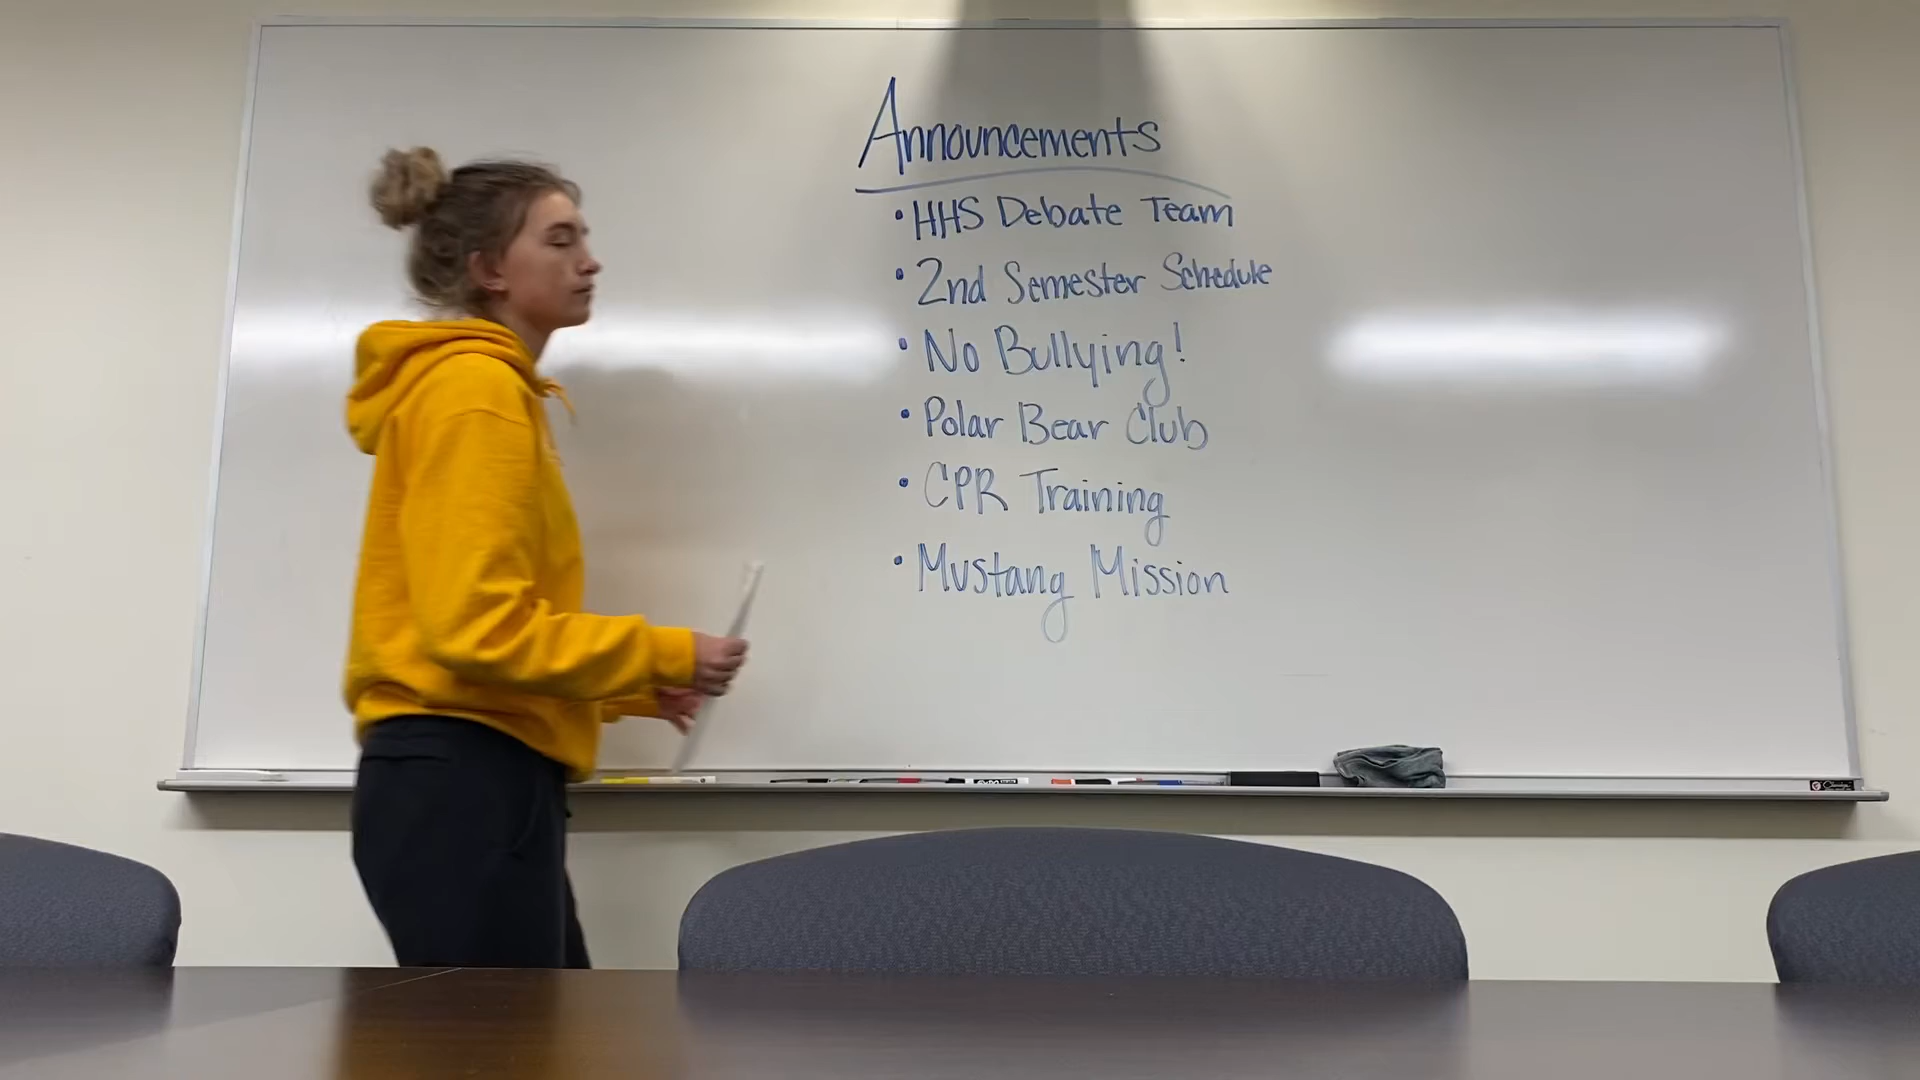 Announcements
• HHS Debate Team
• 2nd Semester Schedule
• No Bullying!
• Polar Bear Club
• CPR Training
• Mustang Mission